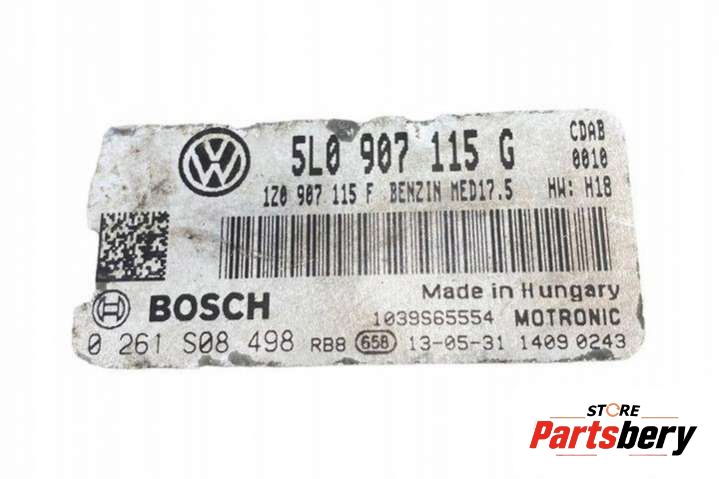 5L0 907 115 G CDAB
0010
1Z0 907 115 F BENZIN MED17.5 HW: H18
Made in Hungary
BOSCH 1039S65554 MOTRONIC
0 261 S08 498 RB8 658 13-05-31 1409 0243
STORE
Partsbery